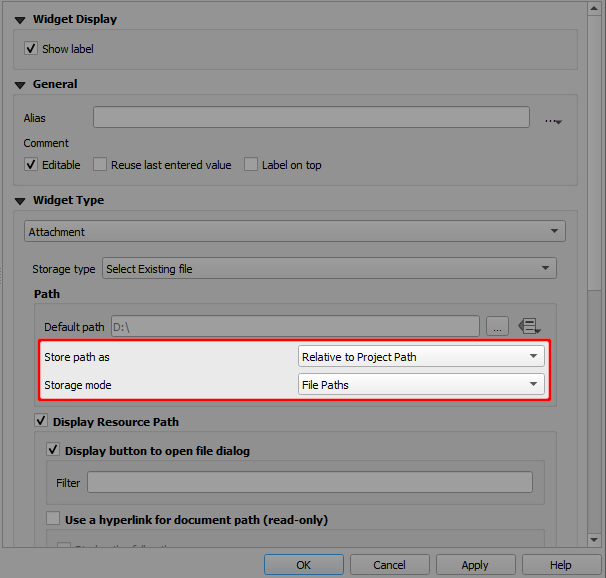 Widget Display
Show label
General
Alias
...
Comment
Editable Reuse last entered value Label on top
Widget Type
Attachment
Storage type Select Existing file
Path
Default path D:\ ...
Store path as Relative to Project Path
Storage mode File Paths
Display Resource Path
Display button to open file dialog
Filter
Use a hyperlink for document path (read-only)
OK Cancel Apply Help